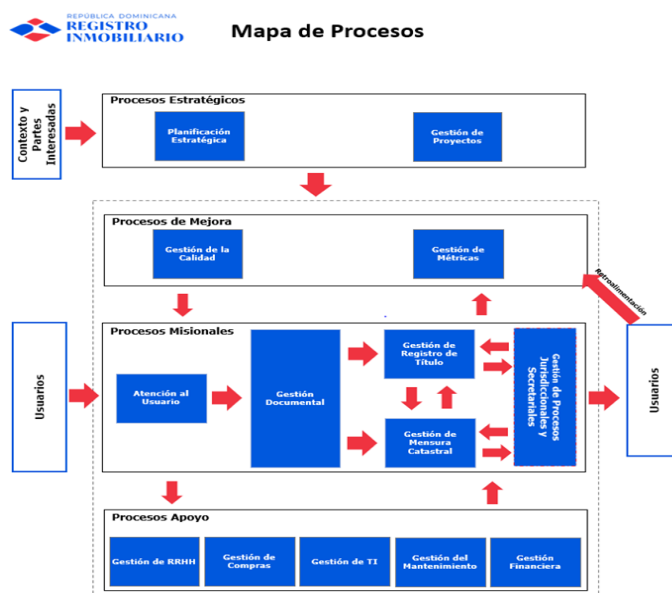 REPÚBLICA DOMINICANA
REGISTRO
INMOBILIARIO
Mapa de Procesos
Contexto y
Partes
Interesadas
Procesos Estratégicos
Planificación
Estratégica
Gestión de
Proyectos
Procesos de Mejora
Gestión de la
Calidad
Gestión de
Métricas
Retroalimentación
Usuarios
Procesos Misionales
Atención al
Usuario
Gestión
Documental
Gestión de
Registro de
Título
Gestión de
Mensura
Catastral
Gestión de Procesos
Jurisdiccionales y
Secretariales
Usuarios
Procesos Apoyo
Gestión de RRHH
Gestión de
Compras
Gestión de TI
Gestión del
Mantenimiento
Gestión
Financiera